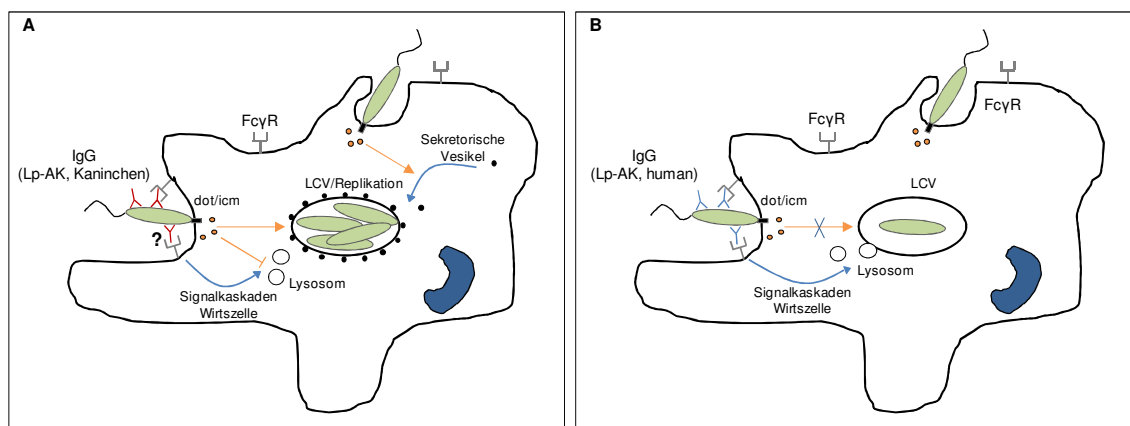 A
FcγR
IgG
(Lp-AK, Kaninchen)
dot/icm
Sekretorische
Vesikel
LCV/Replikation
?
Lysosom
Signalkaskaden
Wirtszelle
B
FcγR
FcγR
IgG
(Lp-AK, human)
dot/icm
LCV
Lysosom
Signalkaskaden
Wirtszelle